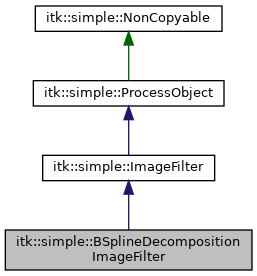 itk::simple::NonCopyable
itk::simple::ProcessObject
itk::simple::ImageFilter
itk::simple::BSplineDecomposition
ImageFilter